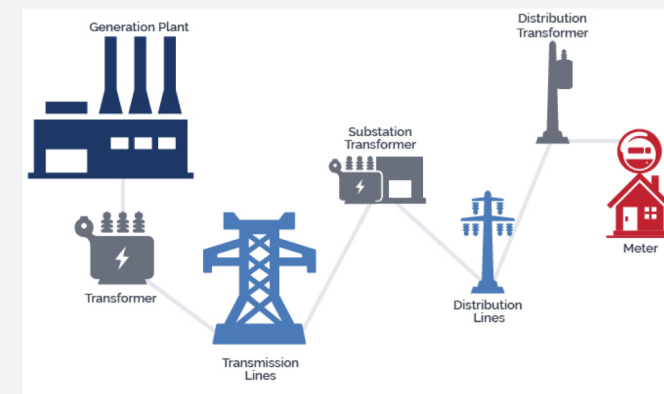 Generation Plant
Transformer
Transmission
Lines
Substation
Transformer
Distribution
Lines
Distribution
Transformer
Meter